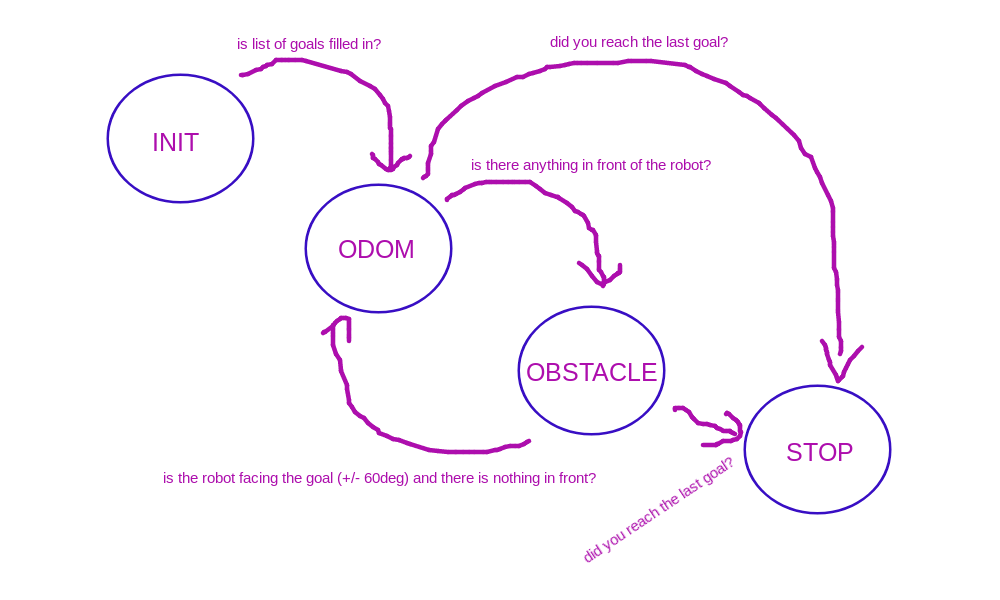 is list of goals filled in?
did you reach the last goal?
INIT
is there anything in front of the robot?
ODOM
OBSTACLE
STOP
is the robot facing the goal (+/- 60deg) and there is nothing in front?
did you reach the last goal?